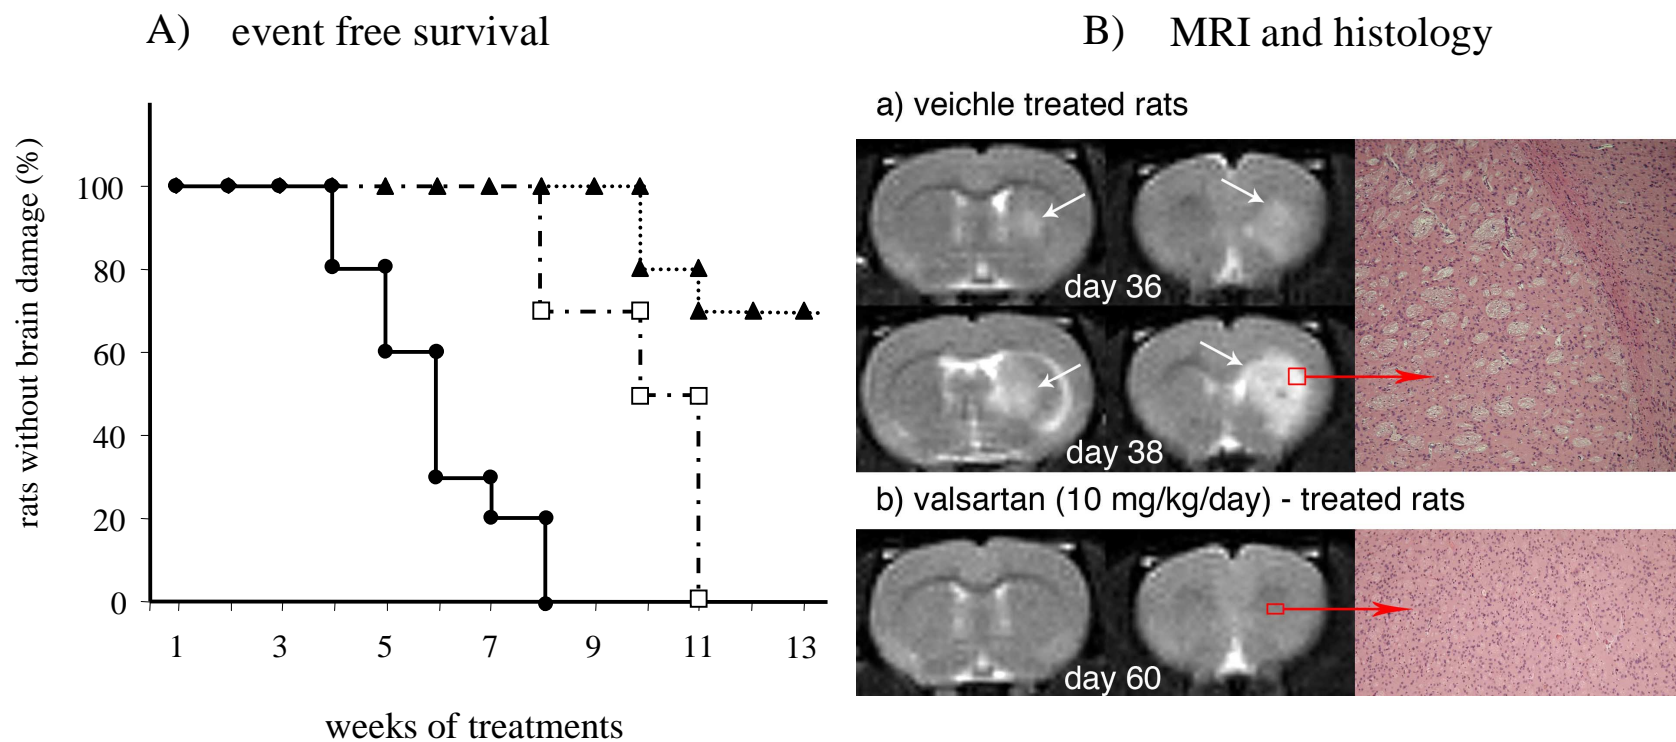 A) event free survival
rats without brain damage (%)
100
80
60
40
20
0
1 3 5 7 9 11 13
weeks of treatments
B) MRI and histology
a) veichle treated rats
day 36
day 38
b) valsartan (10 mg/kg/day) - treated rats
day 60